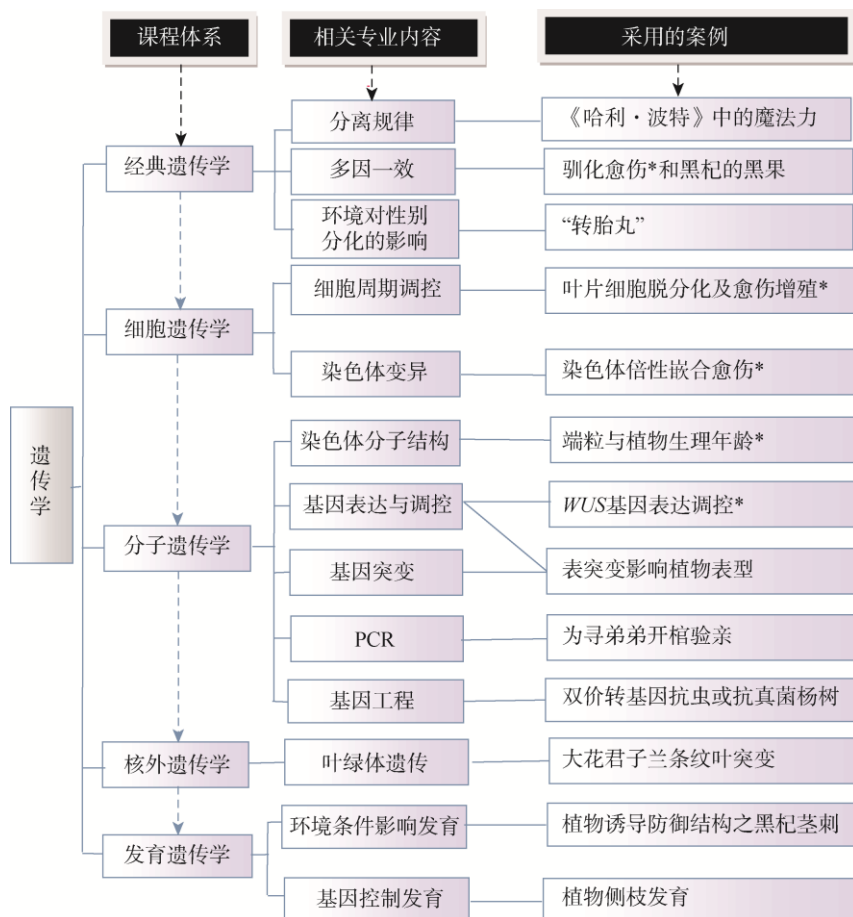 课程体系
相关专业内容
采用的案例
分离规律
《哈利·波特》中的魔法力
经典遗传学
多因一效
驯化愈伤*和黑杞的黑果
环境对性别
分化的影响
“转胎丸”
细胞周期调控
叶片细胞脱分化及愈伤增殖*
细胞遗传学
染色体变异
染色体倍性嵌合愈伤*
遗
传
学
染色体分子结构
端粒与植物生理年龄*
基因表达与调控
WUS基因表达调控*
分子遗传学
基因突变
表突变影响植物表型
PCR
为寻弟弟开棺验亲
基因工程
双价转基因抗虫或抗真菌杨树
核外遗传学
叶绿体遗传
大花君子兰条纹叶突变
环境条件影响发育
植物诱导防御结构之黑杞茎刺
发育遗传学
基因控制发育
植物侧枝发育